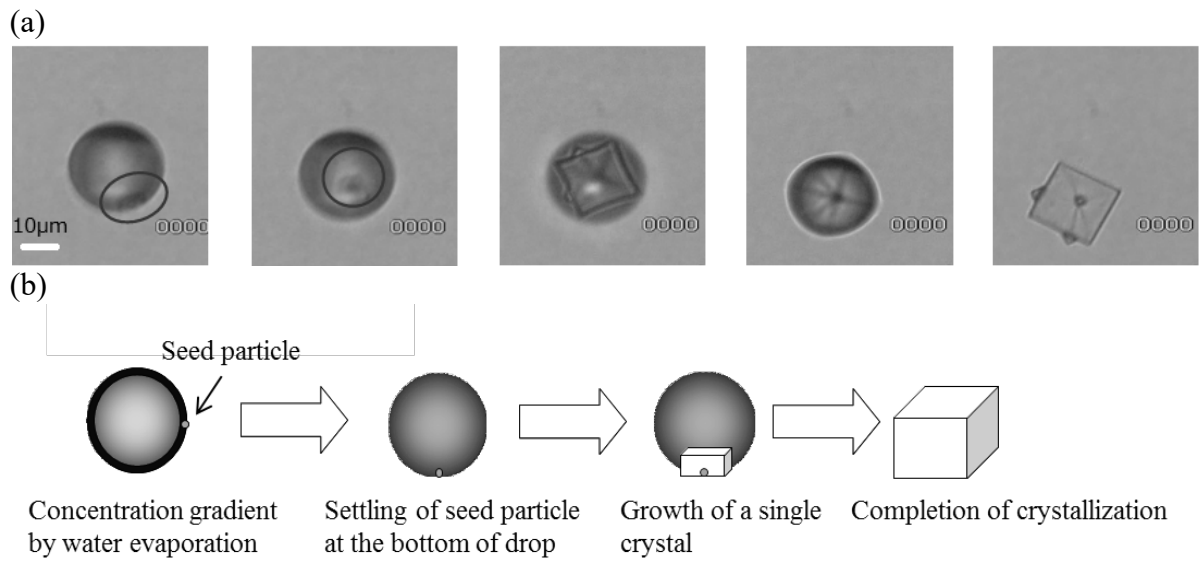 (a)
10μm
0000
0000
0000
0000
0000
(b)
Seed particle
Concentration gradient
by water evaporation
Settling of seed particle
at the bottom of drop
Growth of a single
crystal
Completion of crystallization